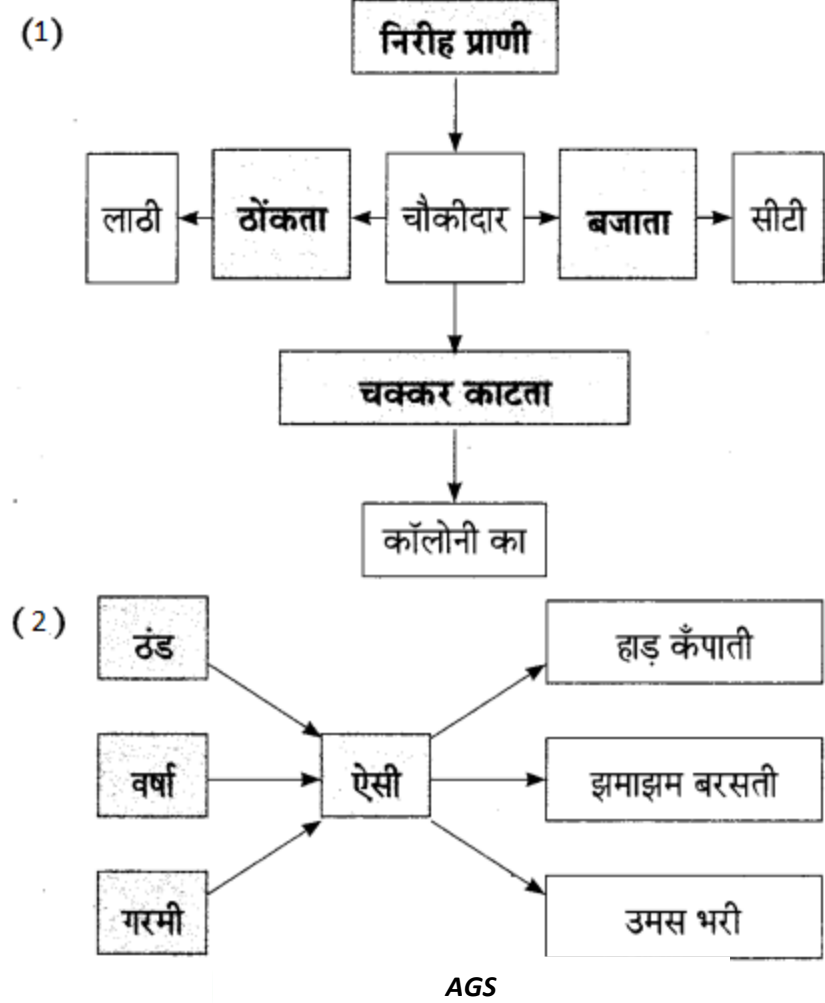 (1)
निरीह प्राणी
लाठी ठोंकता चौकीदार बजाता सीटी
चक्कर काटता
कॉलोनी का
(2)
ठंड हाड़ कँपाती
वर्षा ऐसी झमाझम बरसती
गरमी उमस भरी
AGS